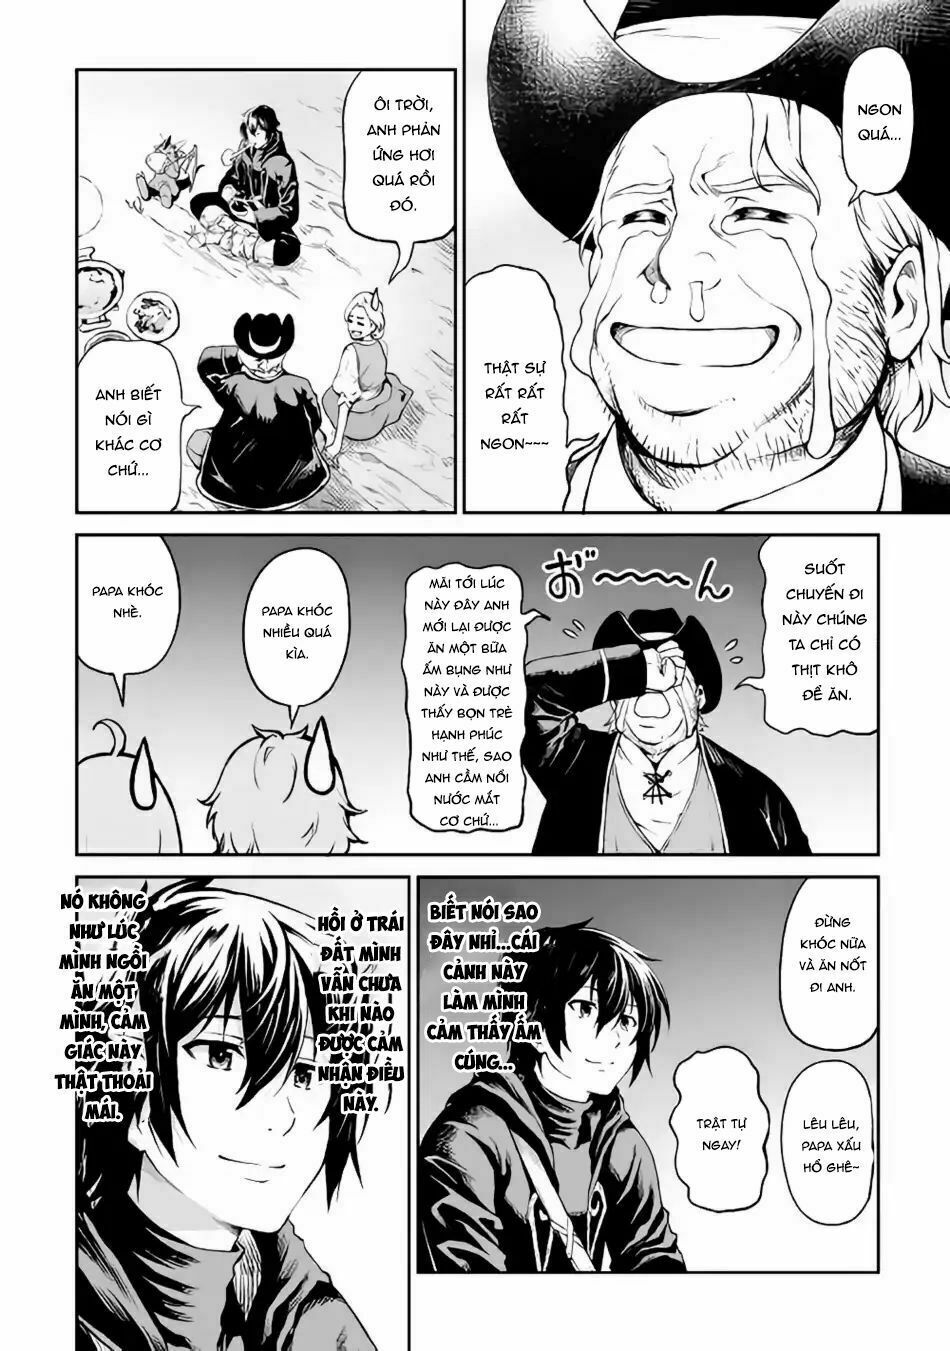 NGON
QUÁ...
THẬT SỰ
RẤT RẤT
RẤT
NGON~~~
ÔI TRỜI,
ANH PHẢN
ỨNG HƠI
QUÁ RỒI
ĐÓ.
ANH BIẾT
NÓI GÌ
KHÁC CƠ
CHỨ...
SUỐT
CHUYẾN ĐI
NÀY CHÚNG
TA CHỈ CÓ
THỊT KHÔ
ĐỂ ĂN.
お゛〜〜ん
MÃI TỚI LÚC
NÀY ĐÂY ANH
MỚI LẠI ĐƯỢC
ĂN MỘT BỮA
ẤM BỤNG NHƯ
NÀY VÀ ĐƯỢC
THẤY BỌN TRẺ
HẠNH PHÚC
NHƯ THẾ, SAO
ANH CẦM NỔI
NƯỚC MẮT
CƠ CHỨ...
PAPA KHÓC
NHIỀU QUÁ
KÌA.
PAPA KHÓC
NHÈ.
ĐỪNG
KHÓC NỮA
VÀ ĂN NỐT
ĐI ANH.
LÊU LÊU,
PAPA XẤU
HỔ GHÊ~
TRẬT TỰ
NGAY!
BIẾT NÓI SAO
ĐÂY NHỈ...CÁI
CẢNH NÀY
LÀM MÌNH
CẢM THẤY ẤM
CÚNG...
HỒI Ở TRÁI
ĐẤT MÌNH
VẪN CHƯA
KHI NÀO
ĐƯỢC CẢM
NHẬN ĐIỀU
NÀY.
NÓ KHÔNG
NHƯ LÚC
MÌNH NGỒI
ĂN MỘT
MÌNH, CẢM
GIÁC NÀY
THẬT THOẢI
MÁI.